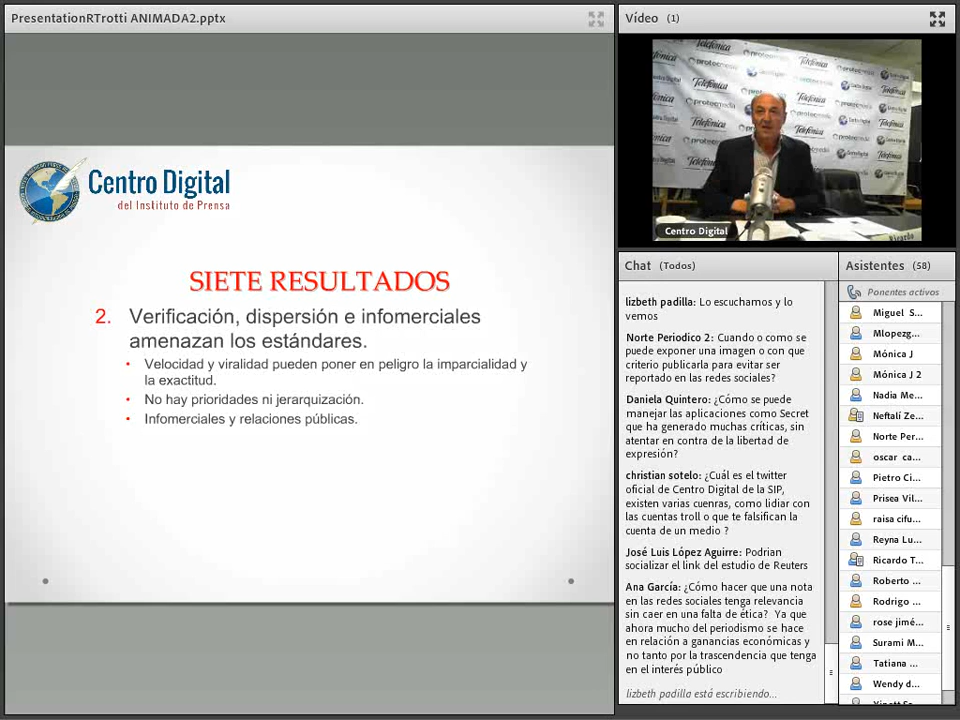 PresentationRTrotti ANIMADA2.pptx
Centro Digital
del Instituto de Prensa
SIETE RESULTADOS
2. Verificación, dispersión e infomerciales
amenazan los estándares.
• Velocidad y viralidad pueden poner en peligro la imparcialidad y
la exactitud.
• No hay prioridades ni jerarquización.
• Infomerciales y relaciones públicas.
Vídeo (1)
Telefónica
protecmedia
Centro Digital
Ricardo
Chat (Todos)
lizbeth padilla: Lo escuchamos y lo
vemos
Norte Periodico 2: Cuando o como se
puede exponer una imagen o con que
criterio publicarla para evitar ser
reportado en las redes sociales?
Daniela Quintero: ¿Cómo se puede
manejar las aplicaciones como Secret
que ha generado muchas críticas, sin
atentar en contra de la libertad de
expresión?
christian sotelo: ¿Cuál es el twitter
oficial de Centro Digital de la SIP,
existen varias cuenras, como lidiar con
las cuentas troll o que te falsifican la
cuenta de un medio ?
José Luis López Aguirre: Podrian
socializar el link del estudio de Reuters
Ana García: ¿Cómo hacer que una nota
en las redes sociales tenga relevancia
sin caer en una falta de ética? Ya que
ahora mucho del periodismo se hace
en relación a ganancias económicas y
no tanto por la trascendencia que tenga
en el interés público
lizbeth padilla está escribiendo...
Asistentes (58)
Ponentes activos
Miguel S...
Mlopezg...
Mónica J
Mónica J 2
Nadia Me...
Neftalí Ze...
Norte Per...
oscar ca...
Pietro Ci...
Prisea Vil...
raisa cifu...
Reyna Lu...
Ricardo T...
Roberto ...
Rodrigo ...
rose jimé...
Surami M...
Tatiana ...
Wendy d...